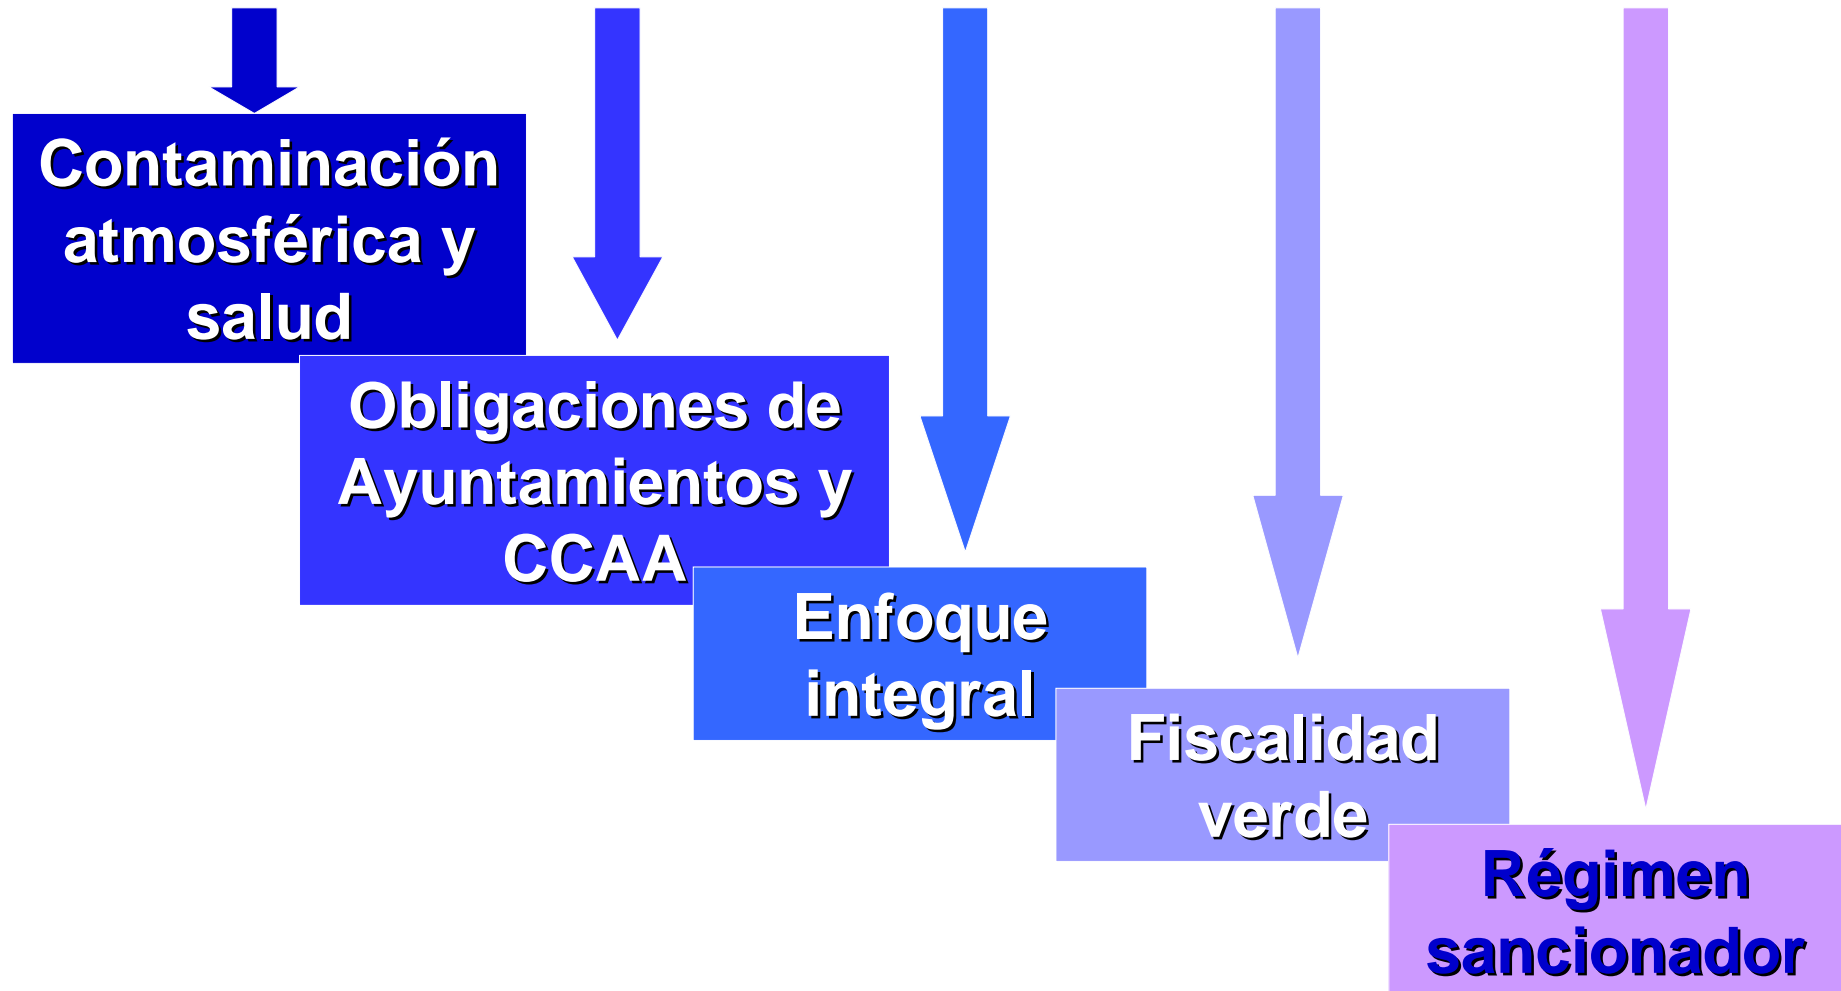 Contaminación
atmosférica y
salud
Obligaciones de
Ayuntamientos y
CCAA
Enfoque
integral
Fiscalidad
verde
Régimen
sancionador